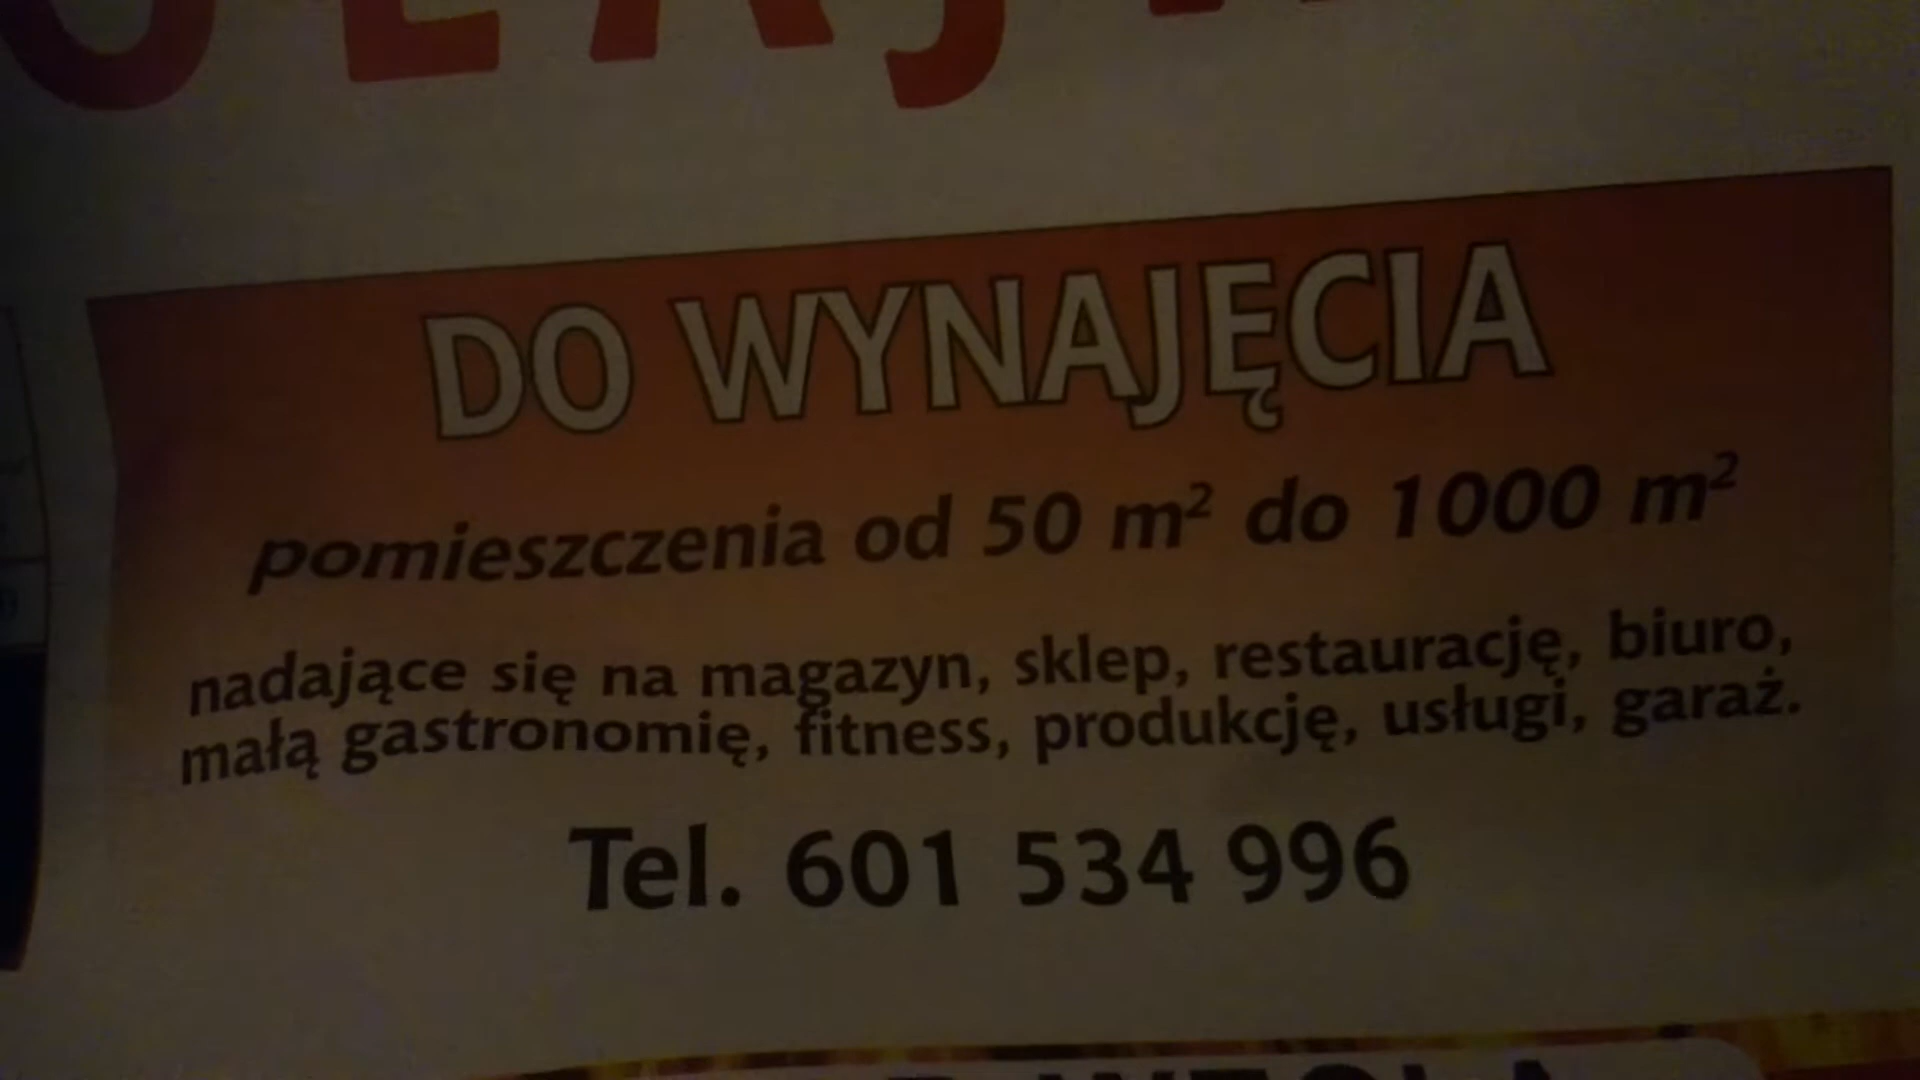 DO WYNAJĘCIA
pomieszczenia od 50 m² do 1000 m²
nadające się na magazyn, sklep, restaurację, biuro,
małą gastronomię, fitness, produkcję, usługi, garaż.
Tel. 601 534 996